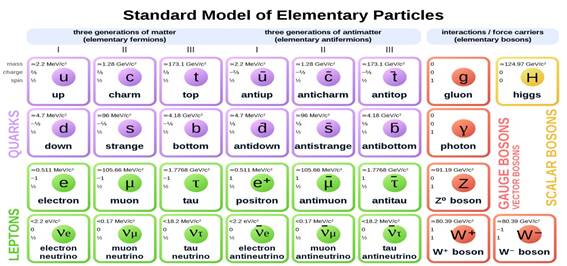 Standard Model of Elementary Particles
three generations of matter
(elementary fermions)
three generations of antimatter
(elementary antifermions)
interactions / force carriers
(elementary bosons)
I II III I II III
mass
charge
spin
≃2.2 MeV/c²
⅔
½
u
up
≃1.28 GeV/c²
⅔
½
c
charm
≃173.1 GeV/c²
⅔
½
t
top
≃2.2 MeV/c²
−⅔
½
ū
antiup
≃1.28 GeV/c²
−⅔
½
c̄
anticharm
≃173.1 GeV/c²
−⅔
½
t̄
antitop
0
0
1
g
gluon
≃124.97 GeV/c²
0
0
H
higgs
QUARKS
≃4.7 MeV/c²
−⅓
½
d
down
≃96 MeV/c²
−⅓
½
s
strange
≃4.18 GeV/c²
−⅓
½
b
bottom
≃4.7 MeV/c²
⅓
½
d̄
antidown
≃96 MeV/c²
⅓
½
s̄
antistrange
≃4.18 GeV/c²
⅓
½
b̄
antibottom
0
0
1
γ
photon
≃0.511 MeV/c²
−1
½
e
electron
≃105.66 MeV/c²
−1
½
μ
muon
≃1.7768 GeV/c²
−1
½
τ
tau
≃0.511 MeV/c²
1
½
e⁺
positron
≃105.66 MeV/c²
1
½
μ̄
antimuon
≃1.7768 GeV/c²
1
½
τ̄
antitau
≃91.19 GeV/c²
0
1
Z
Z⁰ boson
GAUGE BOSONS
VECTOR BOSONS
SCALAR BOSONS
LEPTONS
<2.2 eV/c²
0
½
νe
electron
neutrino
<0.17 MeV/c²
0
½
νμ
muon
neutrino
<18.2 MeV/c²
0
½
ντ
tau
neutrino
<2.2 eV/c²
0
½
ν̄e
electron
antineutrino
<0.17 MeV/c²
0
½
ν̄μ
muon
antineutrino
<18.2 MeV/c²
0
½
ν̄τ
tau
antineutrino
≃80.39 GeV/c²
1
1
W⁺
W⁺ boson
≃80.39 GeV/c²
−1
1
W⁻
W⁻ boson